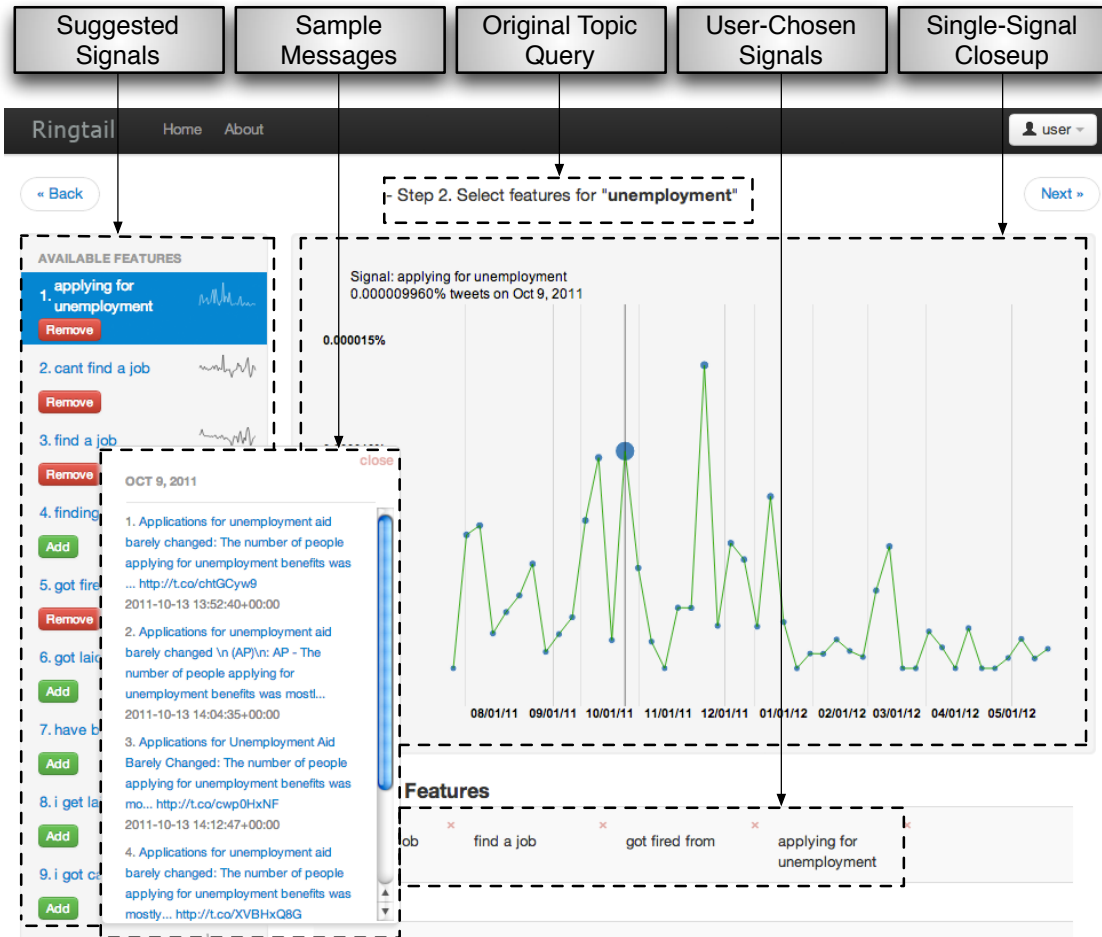 Suggested Signals
Sample Messages
Original Topic Query
User-Chosen Signals
Single-Signal Closeup
Ringtail
Home
About
user
« Back
- Step 2. Select features for "unemployment"
Next »
AVAILABLE FEATURES
1. applying for unemployment
Remove
2. cant find a job
Remove
3. find a job
Remove
4. finding
Add
5. got fire
Remove
6. got laid
Add
7. have b
Add
8. i get la
Add
9. i got ca
Add
Signal: applying for unemployment
0.000009960% tweets on Oct 9, 2011
0.000015%
08/01/11 09/01/11 10/01/11 11/01/11 12/01/11 01/01/12 02/01/12 03/01/12 04/01/12 05/01/12
close
OCT 9, 2011
1. Applications for unemployment aid
barely changed: The number of people
applying for unemployment benefits was
... http://t.co/chtGCyw9
2011-10-13 13:52:40+00:00
2. Applications for unemployment aid
barely changed \n (AP)\n: AP - The
number of people applying for
unemployment benefits was mostl...
2011-10-13 14:04:35+00:00
3. Applications for Unemployment Aid
Barely Changed: The number of people
applying for unemployment benefits was
mo... http://t.co/cwp0HxNF
2011-10-13 14:12:47+00:00
4. Applications for unemployment aid
barely changed: The number of people
applying for unemployment benefits was
mostly... http://t.co/XVBHxQ8G
Features
ob
× find a job
× got fired from
× applying for
unemployment
×